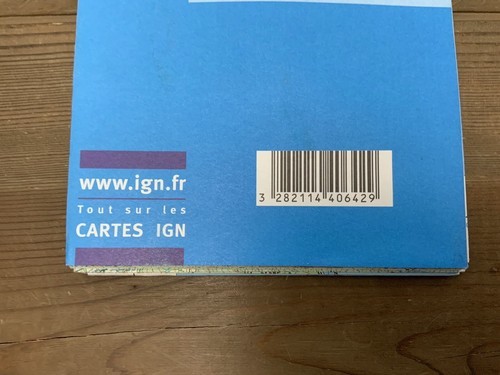 www.ign.fr
Tout sur les
CARTES IGN
3 282114 406429